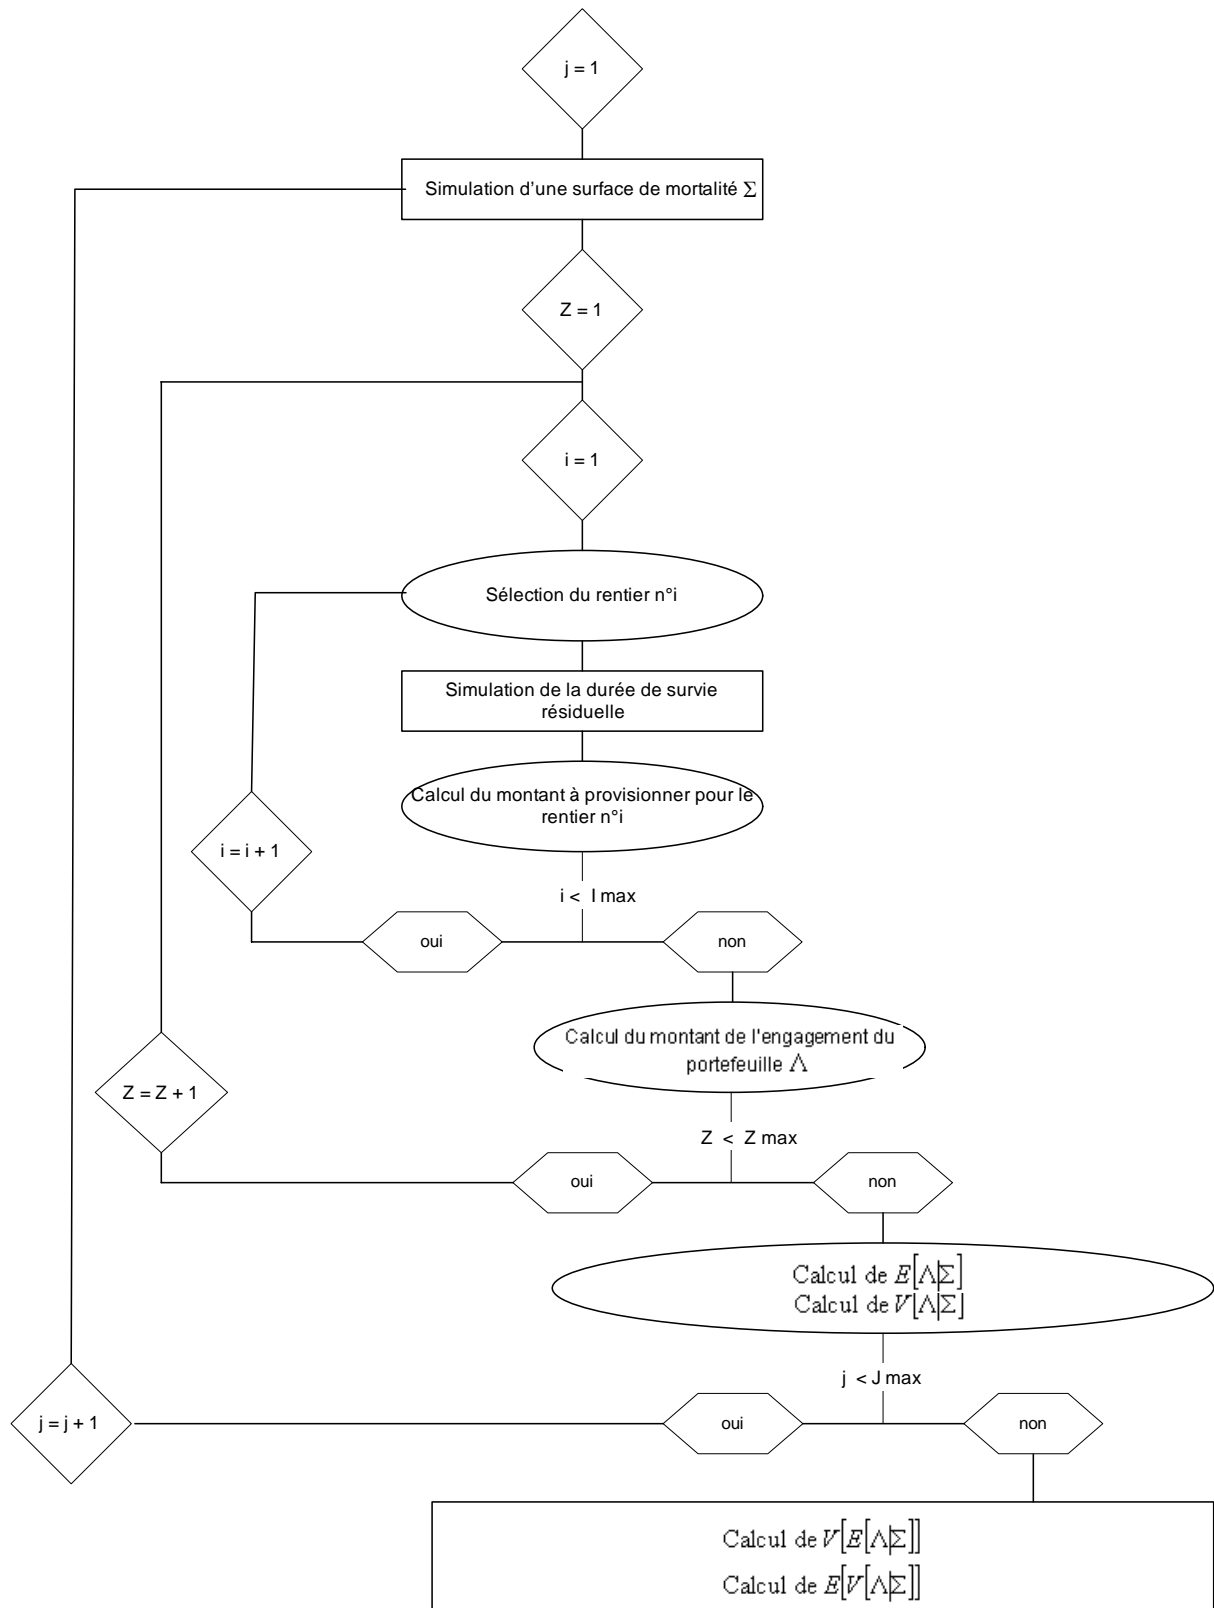 j = 1
Simulation d’une surface de mortalité Σ
Z = 1
i = 1
Sélection du rentier n°i
Simulation de la durée de survie
résiduelle
Calcul du montant à provisionner pour le
rentier n°i
i = i + 1
i < I max
oui
non
Calcul du montant de l'engagement du
portefeuille Λ
Z = Z + 1
Z < Z max
oui
non
Calcul de E[Λ|Σ]
Calcul de V[Λ|Σ]
j < J max
j = j + 1
oui
non
Calcul de V[E[Λ|Σ]]
Calcul de E[V[Λ|Σ]]